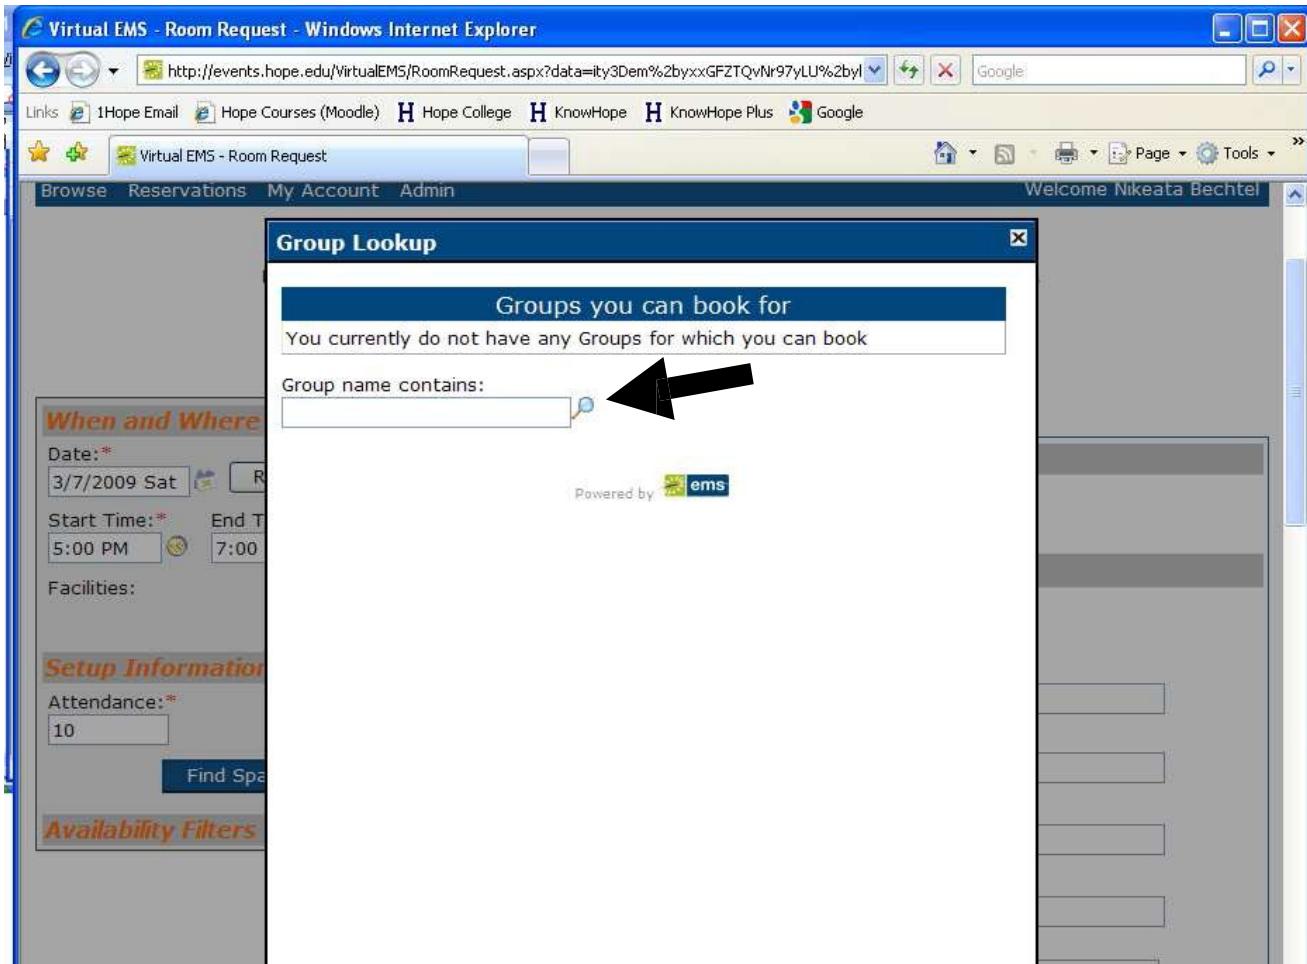 Virtual EMS - Room Request - Windows Internet Explorer
http://events.hope.edu/VirtualEMS/RoomRequest.aspx?data=ity3Dem%2byxxGFZTQvNr97yLU%2byl
Google
Links 1Hope Email Hope Courses (Moodle) Hope College KnowHope KnowHope Plus Google
Virtual EMS - Room Request
Page Tools
Browse Reservations My Account Admin Welcome Nikeata Bechtel
Group Lookup
Groups you can book for
You currently do not have any Groups for which you can book
Group name contains:
Powered by ems
When and Where
Date:*
3/7/2009 Sat R
Start Time:* End T
5:00 PM 7:00
Facilities:
Setup Information
Attendance:*
10
Find Spa
Availability Filters